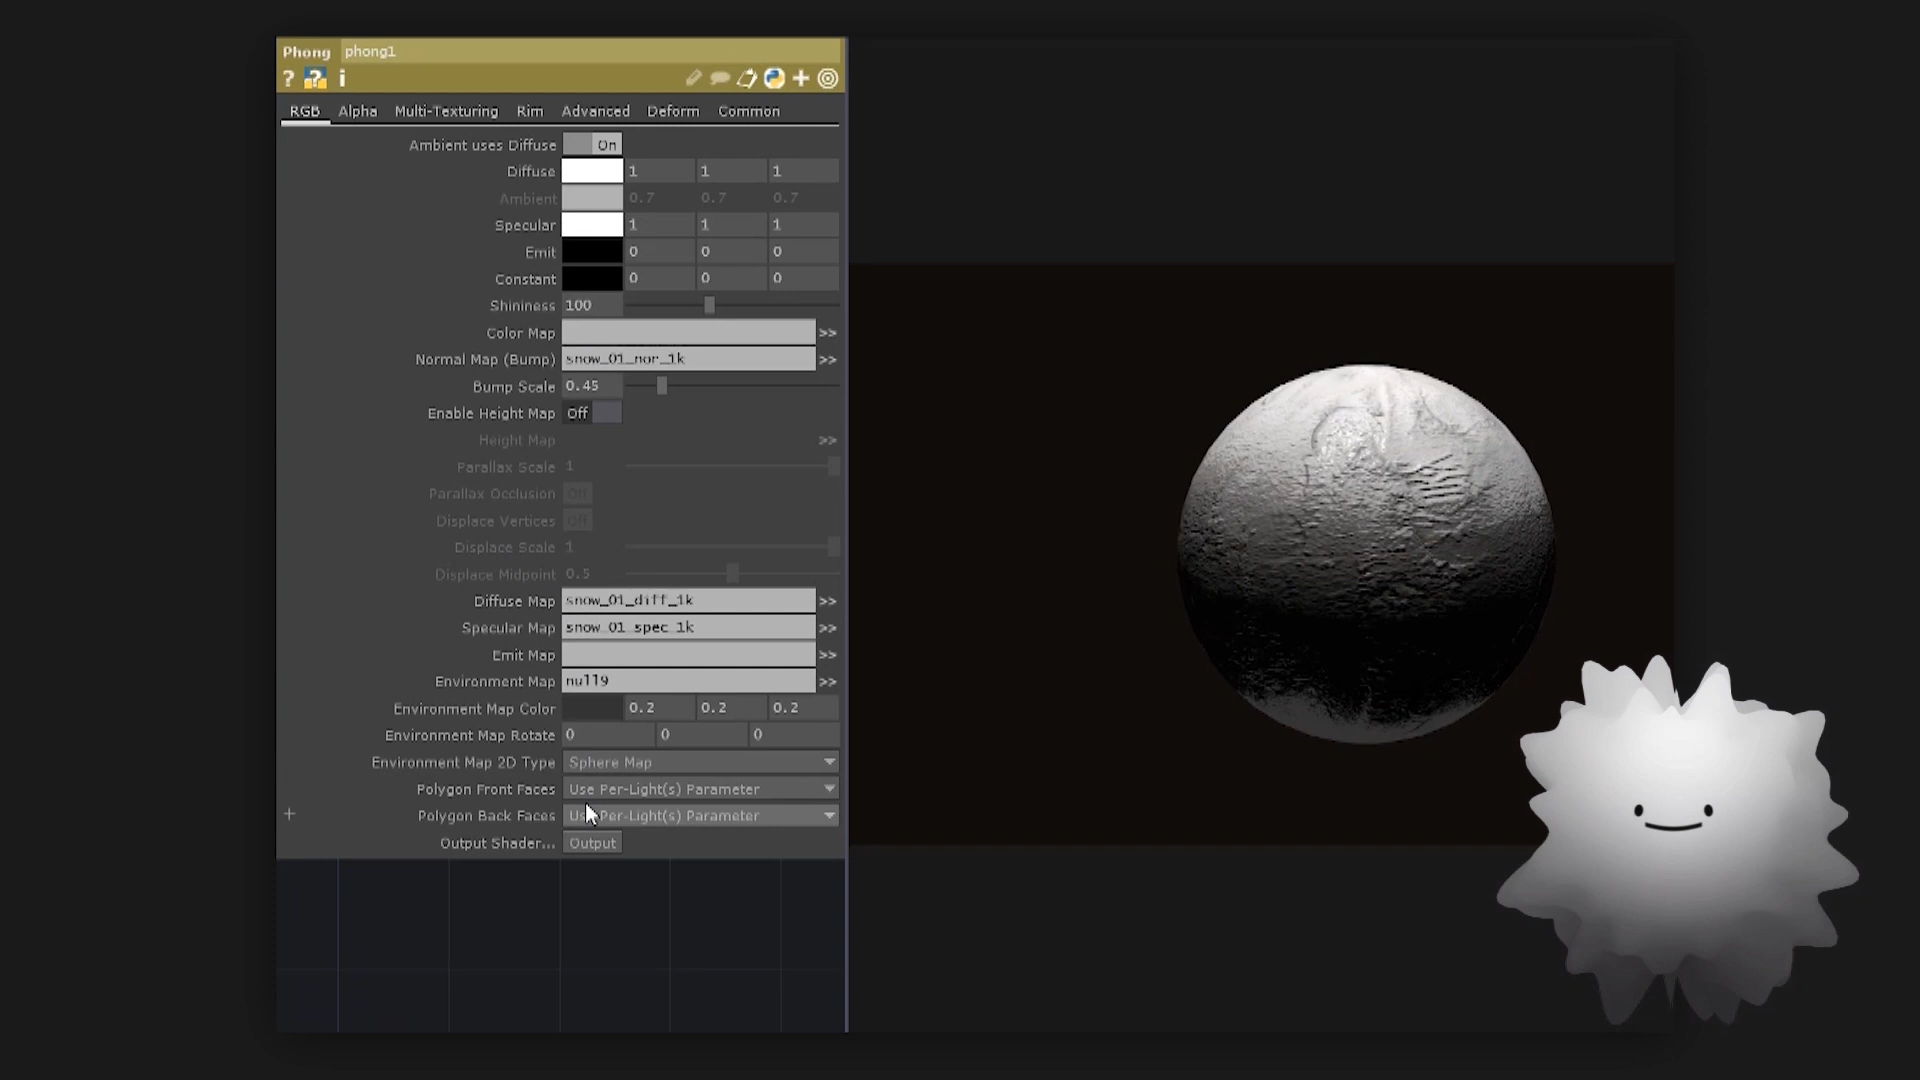 Phong phong1
? ? i
RGB Alpha Multi-Texturing Rim Advanced Deform Common
Ambient uses Diffuse On
Diffuse 1 1 1
Ambient 0.7 0.7 0.7
Specular 1 1 1
Emit 0 0 0
Constant 0 0 0
Shininess 100
Color Map >>
Normal Map (Bump) snow_01_nor_1k >>
Bump Scale 0.45
Enable Height Map Off
Height Map >>
Parallax Scale 1
Parallax Occlusion On
Displace Vertices Off
Displace Scale 1
Displace Midpoint 0.5
Diffuse Map snow_01_diff_1k >>
Specular Map snow_01_spec_1k >>
Emit Map >>
Environment Map null9 >>
Environment Map Color 0.2 0.2 0.2
Environment Map Rotate 0 0 0
Environment Map 2D Type Sphere Map
Polygon Front Faces Use Per-Light(s) Parameter
+ Polygon Back Faces Use Per-Light(s) Parameter
Output Shader... Output